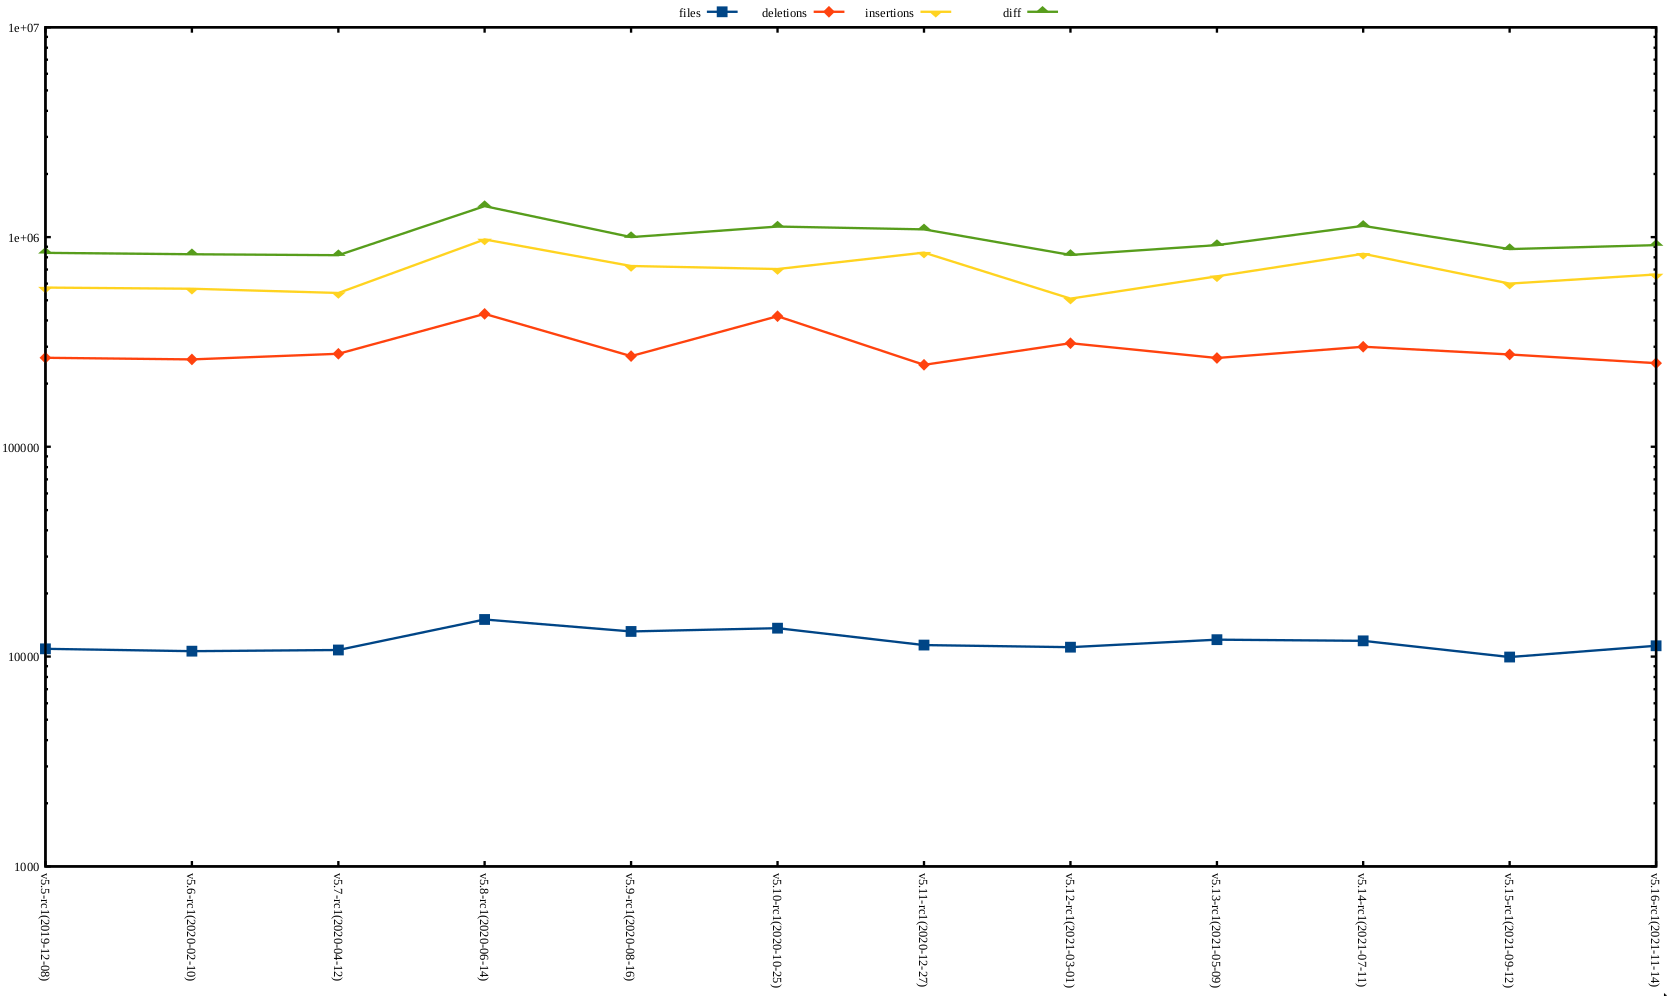 files deletions insertions diff
1e+07
1e+06
100000
10000
1000
v5.5-rc1(2019-12-08)
v5.6-rc1(2020-02-10)
v5.7-rc1(2020-04-12)
v5.8-rc1(2020-06-14)
v5.9-rc1(2020-08-16)
v5.10-rc1(2020-10-25)
v5.11-rc1(2020-12-27)
v5.12-rc1(2021-03-01)
v5.13-rc1(2021-05-09)
v5.14-rc1(2021-07-11)
v5.15-rc1(2021-09-12)
v5.16-rc1(2021-11-14)